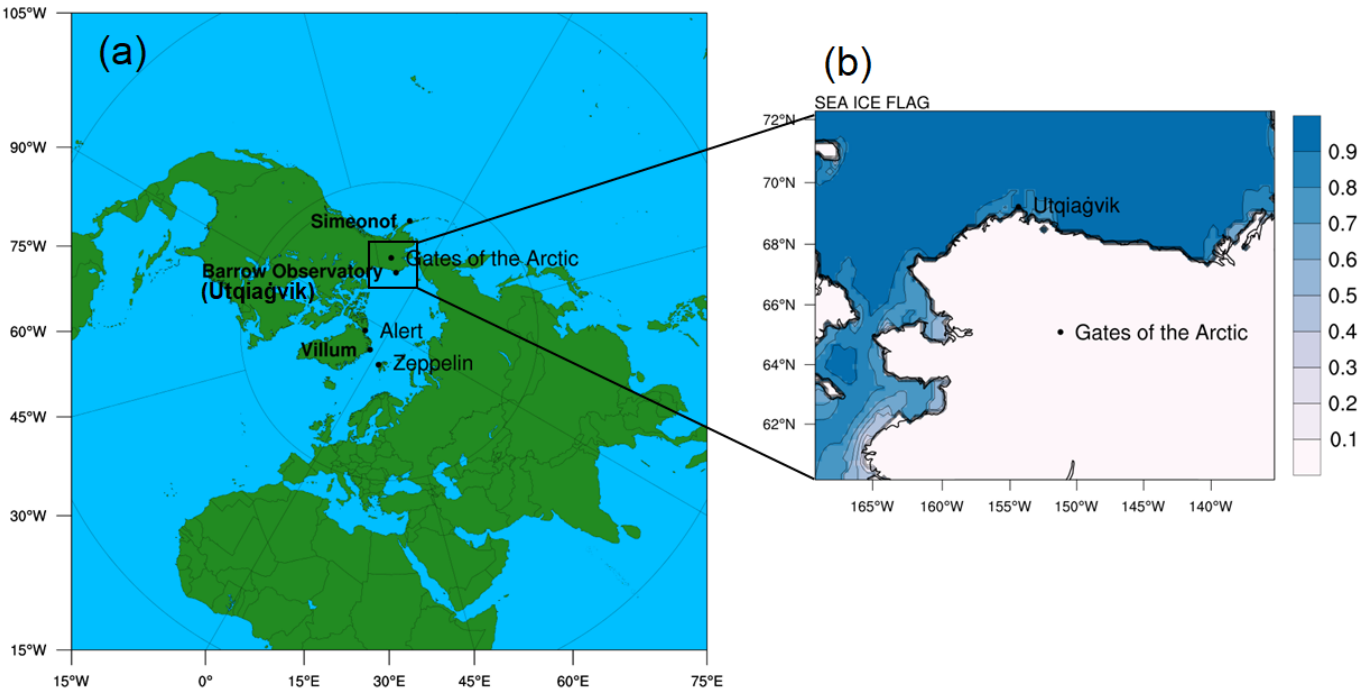 (a)
105°W
90°W
75°W
60°W
45°W
30°W
15°W
15°W
0°
15°E
30°E
45°E
60°E
75°E
Simeonof
Gates of the Arctic
Barrow Observatory
(Utqiaġvik)
Alert
Villum
Zeppelin
(b)
SEA ICE FLAG
72°N
70°N
68°N
66°N
64°N
62°N
165°W
160°W
155°W
150°W
145°W
140°W
Utqiaġvik
Gates of the Arctic
0.9
0.8
0.7
0.6
0.5
0.4
0.3
0.2
0.1